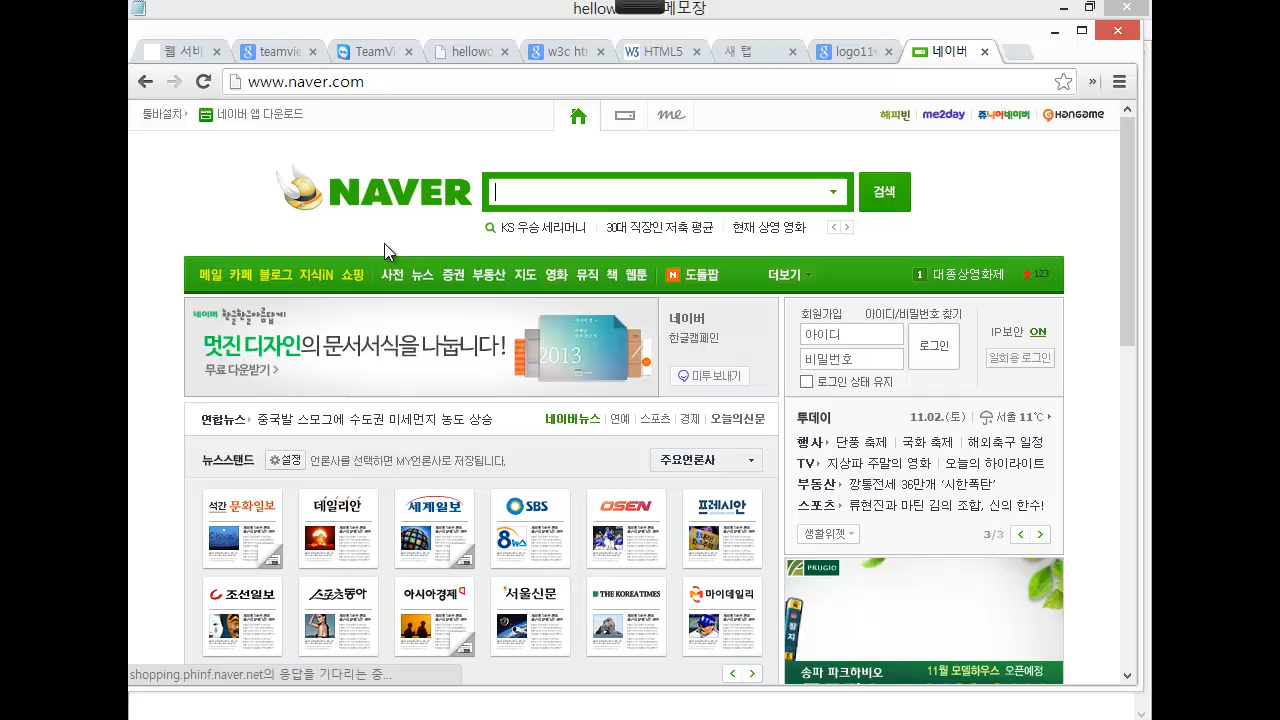 hellow
메모장
웹 서비
teamvie
TeamVi
hellowo
w3c htm
HTML5
새 탭
logo11
네이버
www.naver.com
툴바설치
네이버 앱 다운로드
me
해피빈
me2day
쥬니어네이버
HANGAME
NAVER
검색
KS 우승 세리머니
30대 직장인 저축 평균
현재 상영 영화
메일 카페 블로그 지식iN 쇼핑 사전 뉴스 증권 부동산 지도 영화 뮤직 책 웹툰 N 도돌팝 더보기
1 대종상영화제 123
네이버 한글한글아름답게
멋진 디자인의 문서서식을 나눕니다!
무료 다운받기 >
2013
네이버
한글캠페인
미투 보내기
회원가입 아이디/비밀번호 찾기
아이디
비밀번호
로그인
로그인 상태 유지
IP보안 ON
일회용 로그인
연합뉴스 중국발 스모그에 수도권 미세먼지 농도 상승
네이버뉴스 연예 스포츠 경제 오늘의신문
투데이 11.02.(토) 서울 11℃
행사 단풍 축제 국화 축제 해외축구 일정
TV 지상파 주말의 영화 오늘의 하이라이트
부동산 깡통전세 36만개 '시한폭탄'
스포츠 류현진과 마틴 김의 조합, 신의 한수!
생활위젯 3/3
뉴스스탠드 설정 언론사를 선택하면 MY언론사로 저장됩니다.
주요언론사
석간 문화일보
데일리안
세계일보
SBS
OSEN
프레시안
8뉴스
조선일보
스포츠동아
아시아경제
서울신문
THE KOREA TIMES
마이데일리
PRUGIO
송파 파크하비오 11월 모델하우스 오픈예정
shopping.phinf.naver.net의 응답을 기다리는 중...